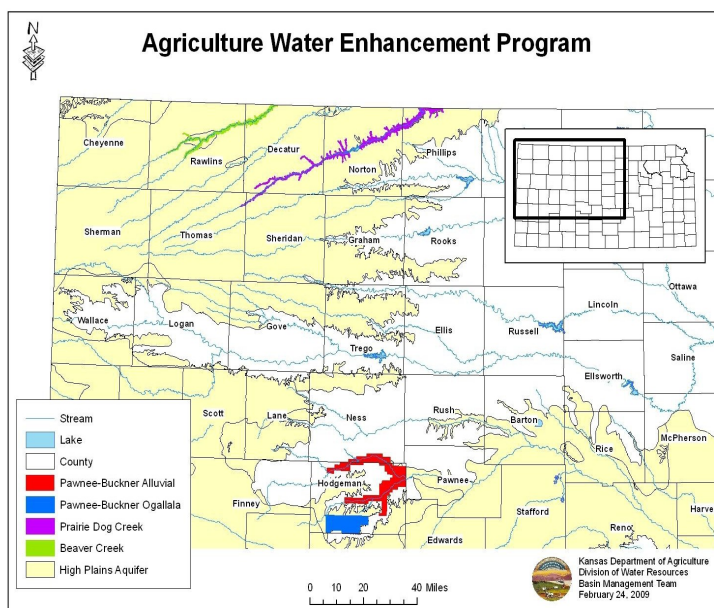 N
Agriculture Water Enhancement Program
Cheyenne
Rawlins
Decatur
Norton
Phillips
Sherman
Thomas
Sheridan
Graham
Rooks
Ottawa
Wallace
Logan
Gove
Trego
Ellis
Russell
Lincoln
Saline
Ellsworth
Scott
Lane
Ness
Rush
Barton
Rice
McPherson
Finney
Hodgeman
Pawnee
Edwards
Stafford
Reno
Harve
Stream
Lake
County
Pawnee-Buckner Alluvial
Pawnee-Buckner Ogallala
Prairie Dog Creek
Beaver Creek
High Plains Aquifer
0 10 20 40 Miles
Kansas Department of Agriculture
Division of Water Resources
Basin Management Team
February 24, 2009